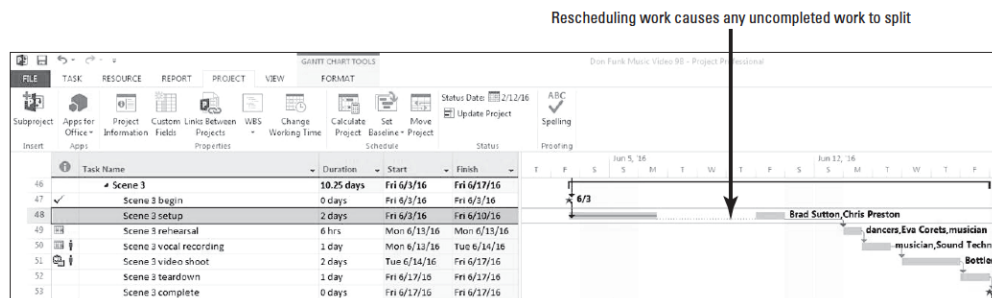 Rescheduling work causes any uncompleted work to split
GANTT CHART TOOLS
Don Funk Music Video 9B - Project Professional
FILE TASK RESOURCE REPORT PROJECT VIEW FORMAT
Subproject
Apps for Office
Project Information
Custom Fields
Links Between Projects
WBS
Change Working Time
Calculate Project
Set Baseline
Move Project
Status Date: 2/12/16
Update Project
ABC
Spelling
Insert Apps Properties Schedule Status Proofing
Jun 5, '16 Jun 12, '16
Task Name Duration Start Finish T F S S M T W T F S S M T W T F
46 Scene 3 10.25 days Fri 6/3/16 Fri 6/17/16
47 Scene 3 begin 0 days Fri 6/3/16 Fri 6/3/16 6/3
48 Scene 3 setup 2 days Fri 6/3/16 Fri 6/10/16 Brad Sutton,Chris Preston
49 Scene 3 rehearsal 6 hrs Mon 6/13/16 Mon 6/13/16 dancers,Eva Corets,musician
50 Scene 3 vocal recording 1 day Mon 6/13/16 Tue 6/14/16 musician,Sound Techn
51 Scene 3 video shoot 2 days Tue 6/14/16 Fri 6/17/16 Bottle
52 Scene 3 teardown 1 day Fri 6/17/16 Fri 6/17/16
53 Scene 3 complete 0 days Fri 6/17/16 Fri 6/17/16